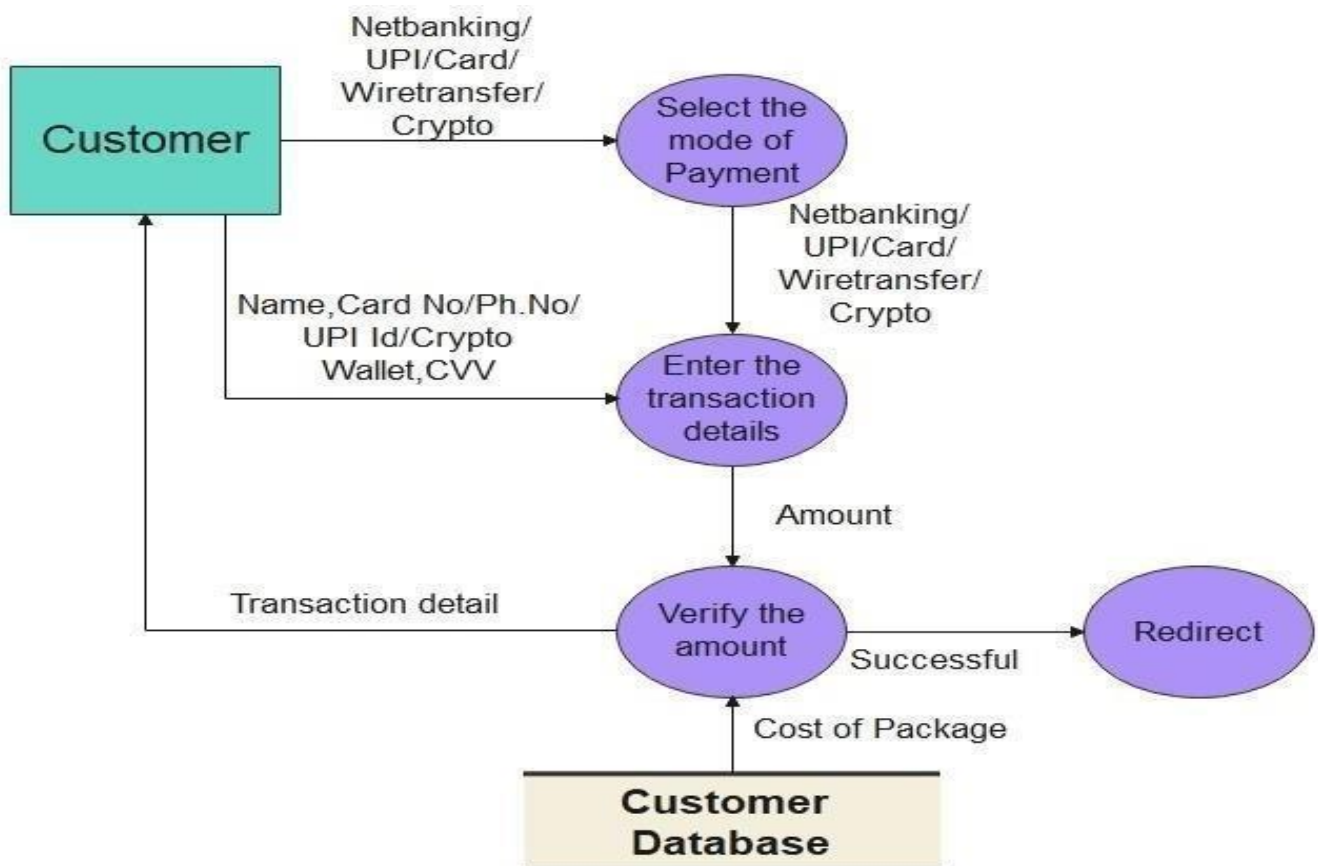 Netbanking/
UPI/Card/
Wiretransfer/
Crypto
Customer
Select the
mode of
Payment
Netbanking/
UPI/Card/
Wiretransfer/
Crypto
Name,Card No/Ph.No/
UPI Id/Crypto
Wallet,CVV
Enter the
transaction
details
Amount
Transaction detail
Verify the
amount
Successful
Redirect
Cost of Package
Customer
Database